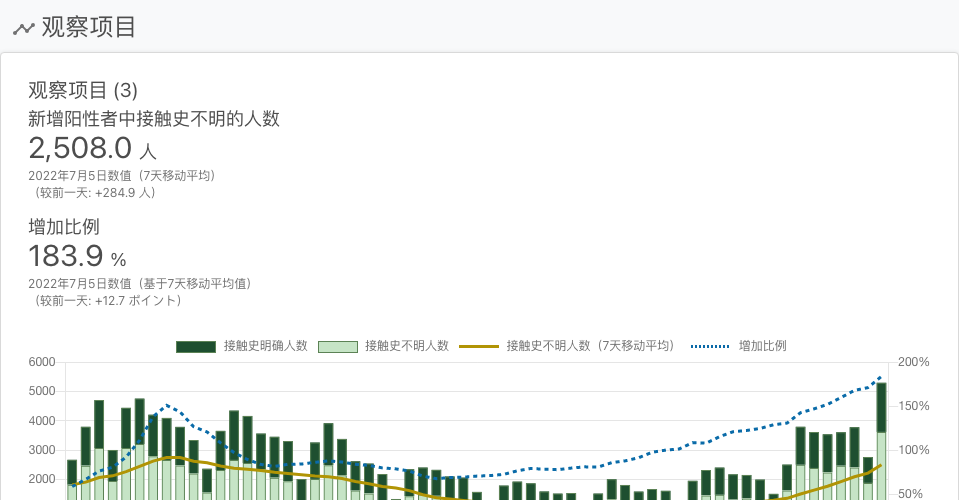 观察项目
观察项目 (3)
新增阳性者中接触史不明的人数
2,508.0 人
2022年7月5日数值（7天移动平均）
（较前一天: +284.9 人）
增加比例
183.9 %
2022年7月5日数值（基于7天移动平均值）
（较前一天: +12.7 ポイント）
接触史明确人数 接触史不明人数 接触史不明人数（7天移动平均） 增加比例
6000 200%
5000
150%
4000
3000 100%
2000
50%